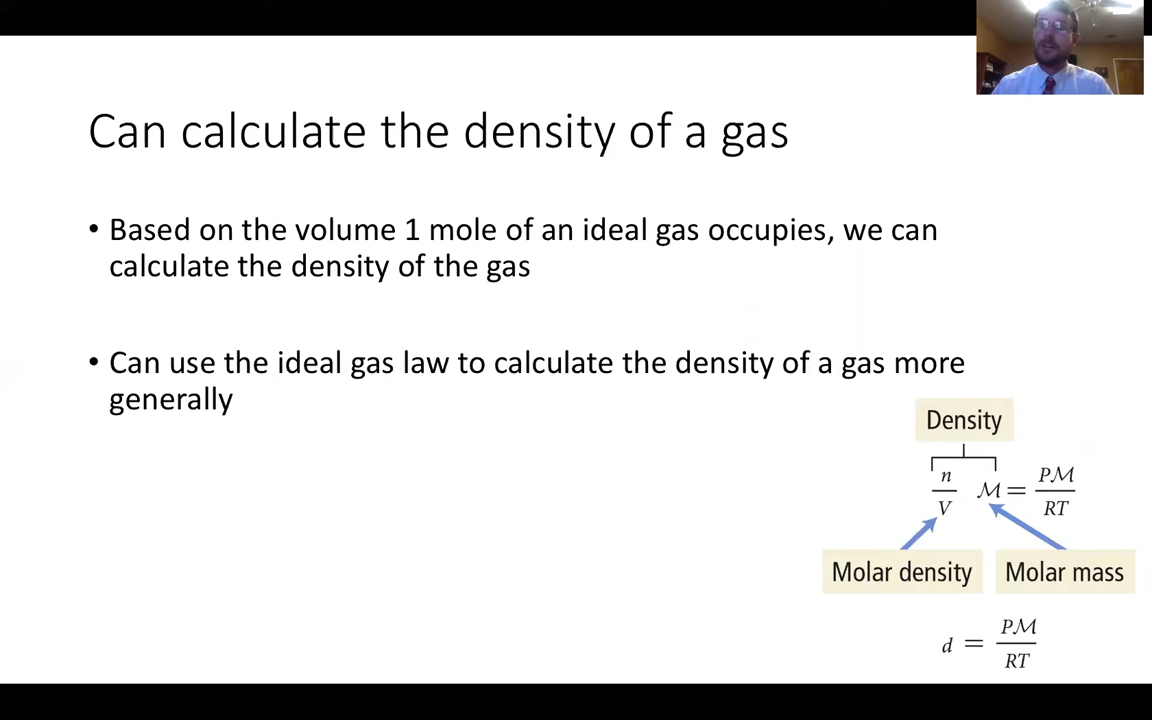 Can calculate the density of a gas
• Based on the volume 1 mole of an ideal gas occupies, we can
calculate the density of the gas
• Can use the ideal gas law to calculate the density of a gas more
generally
Density
n/V ℳ = Pℳ/RT
Molar density Molar mass
d = Pℳ/RT